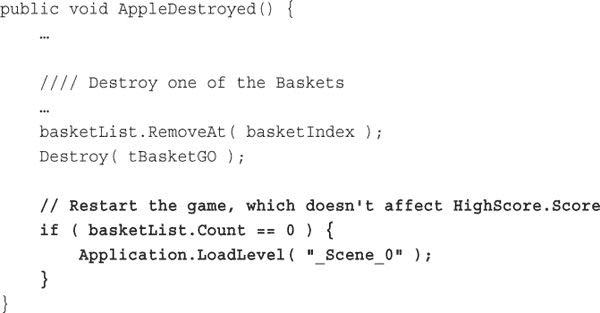 public void AppleDestroyed() {
    …
    //// Destroy one of the Baskets
    …
    basketList.RemoveAt( basketIndex );
    Destroy( tBasketGO );
    // Restart the game, which doesn't affect HighScore.Score
    if ( basketList.Count == 0 ) {
        Application.LoadLevel( "_Scene_0" );
    }
}